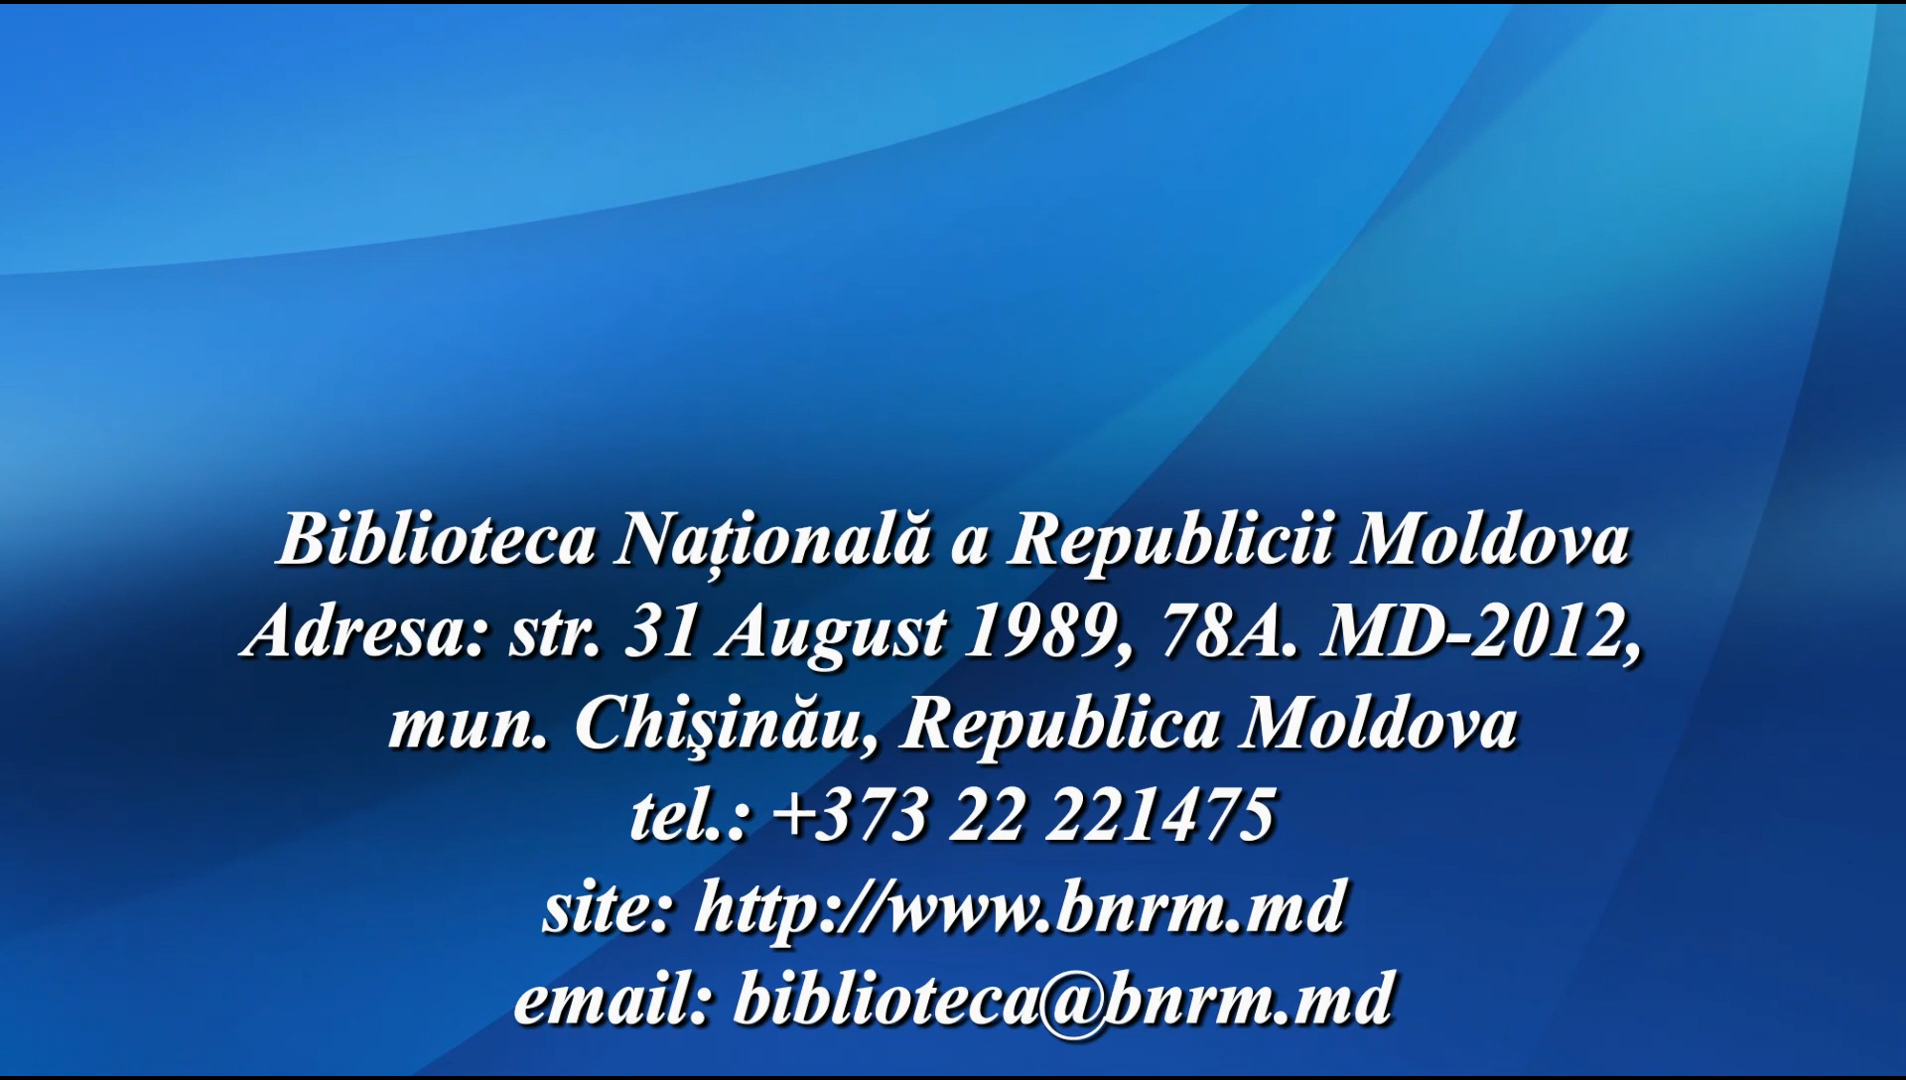 Biblioteca Națională a Republicii Moldova
Adresa: str. 31 August 1989, 78A. MD-2012,
mun. Chişinău, Republica Moldova
tel.: +373 22 221475
site: http://www.bnrm.md
email: biblioteca@bnrm.md